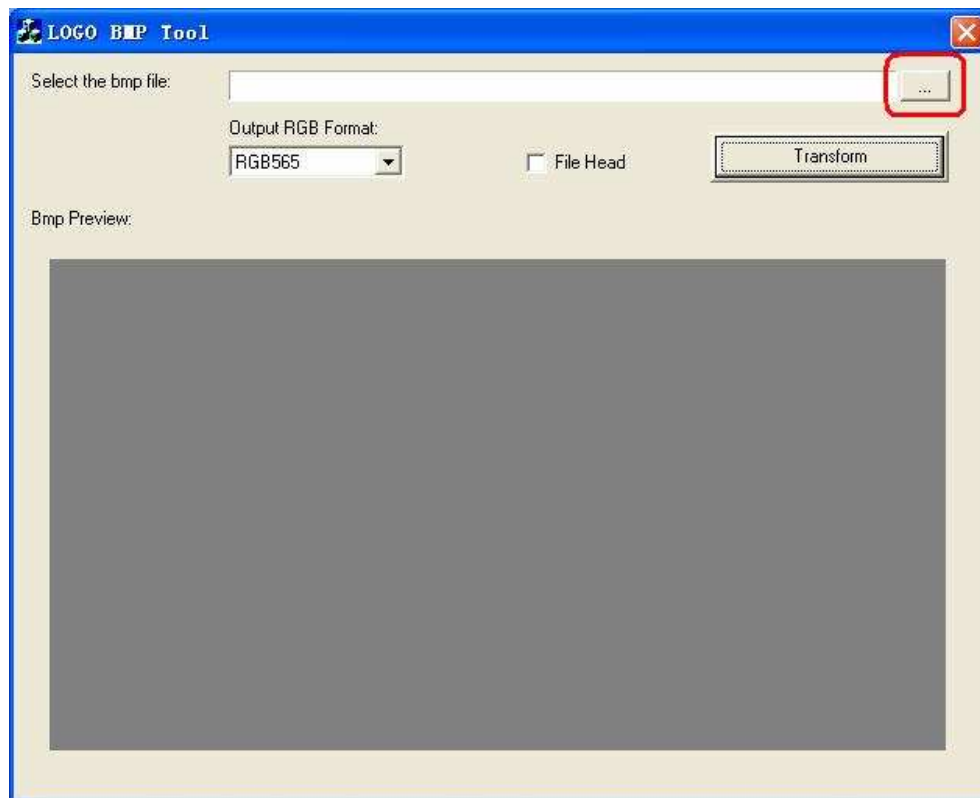 LOGO BMP Tool
Select the bmp file:
...
Output RGB Format:
RGB565
File Head
Transform
Bmp Preview: